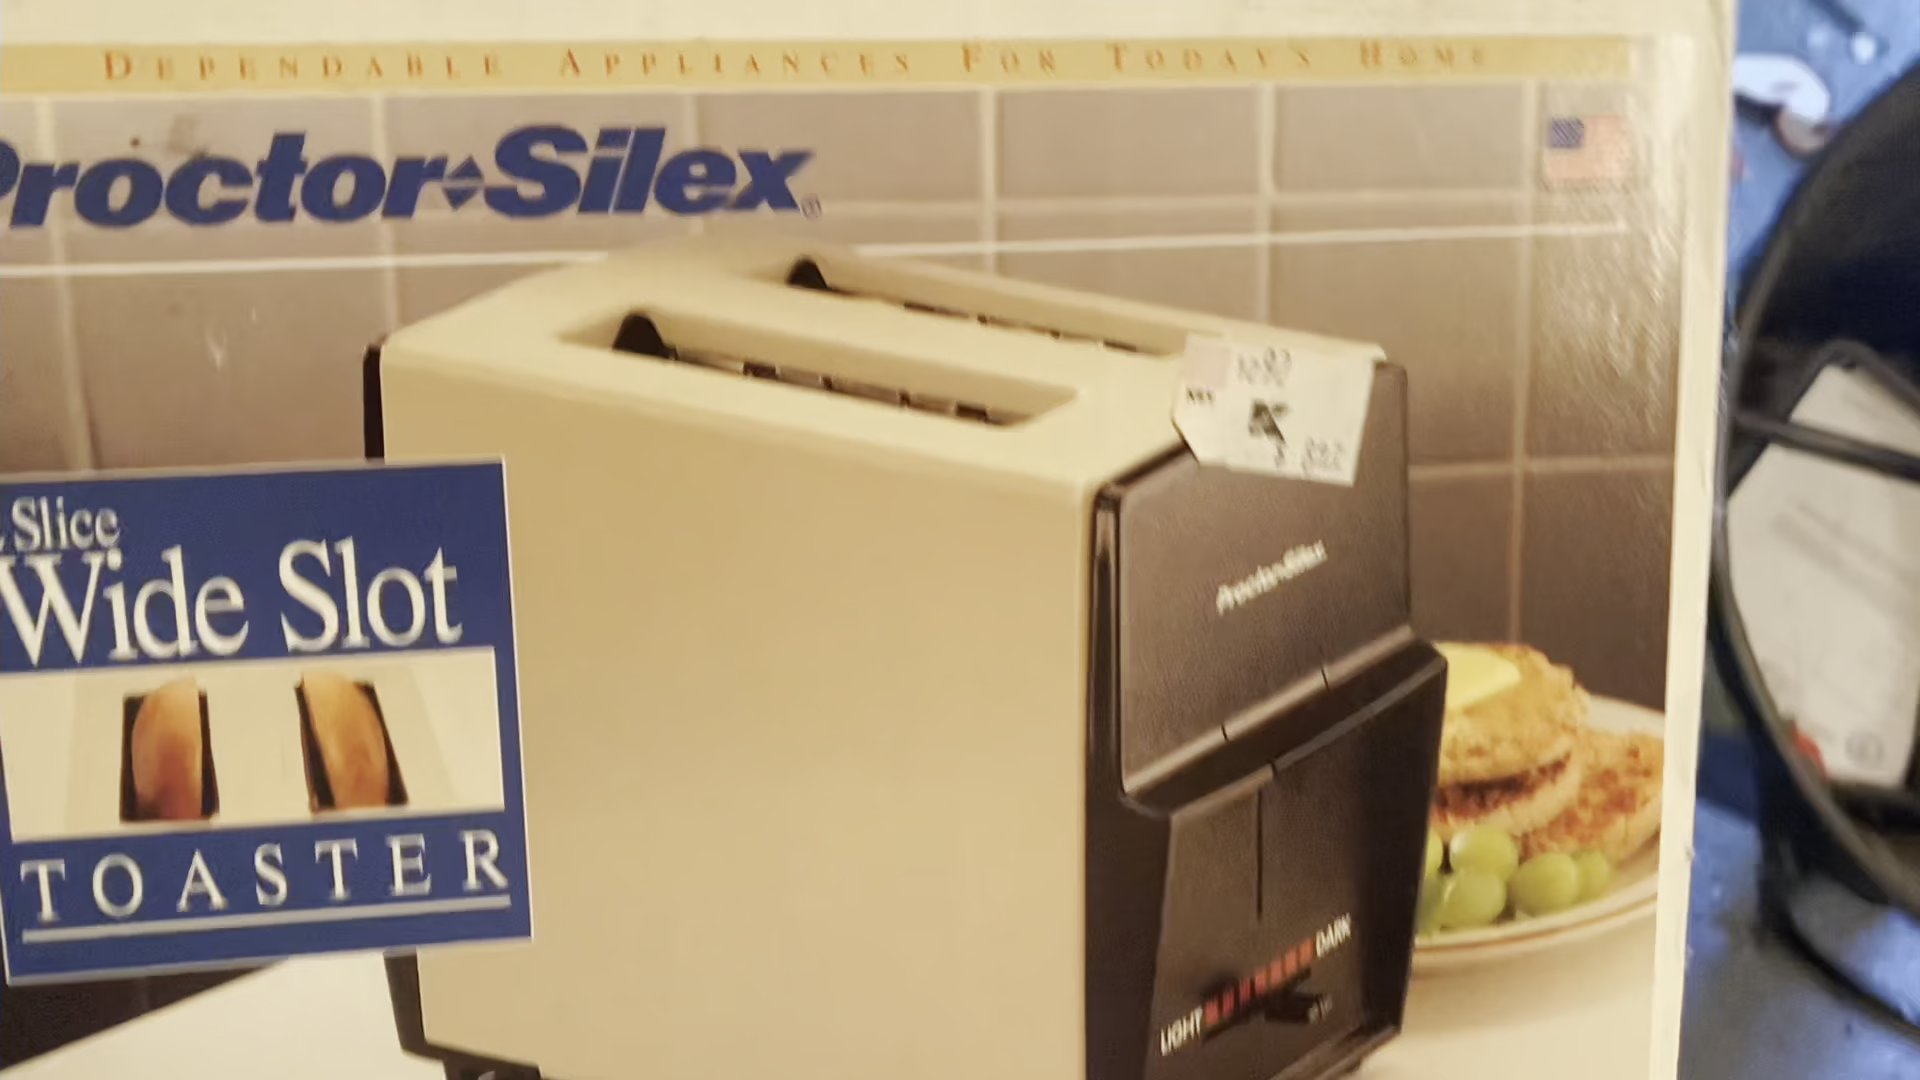 DEPENDABLE APPLIANCES FOR TODAY'S HOME
Proctor-Silex®
Slice
Wide Slot
TOASTER
Proctor-Silex
LIGHT DARK